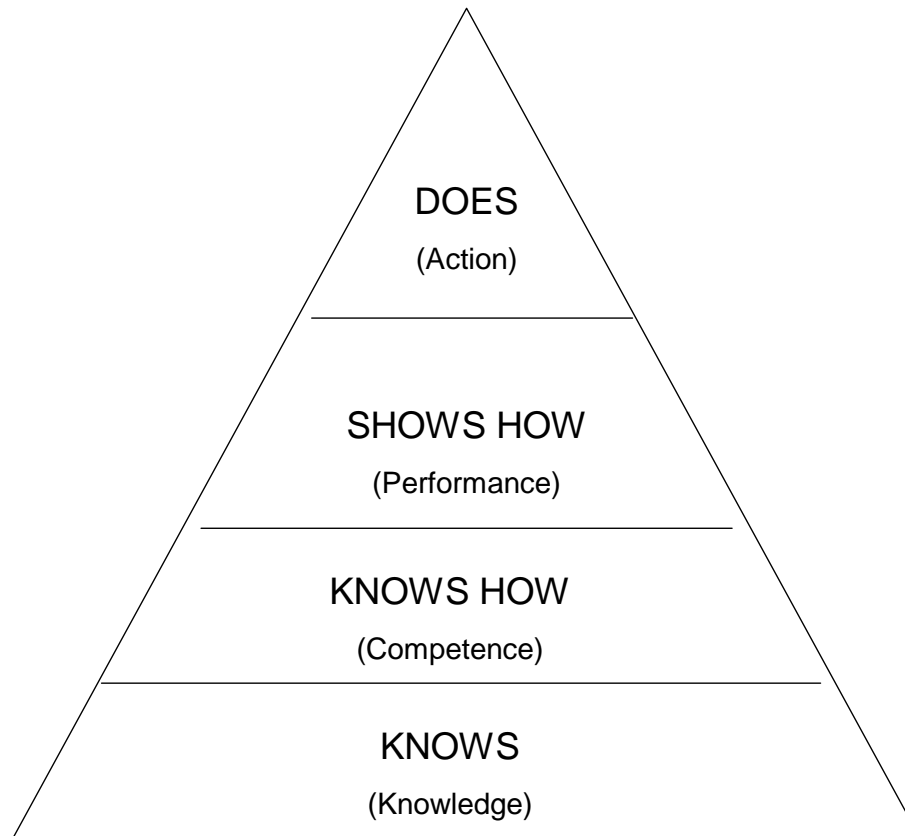 DOES
(Action)
SHOWS HOW
(Performance)
KNOWS HOW
(Competence)
KNOWS
(Knowledge)